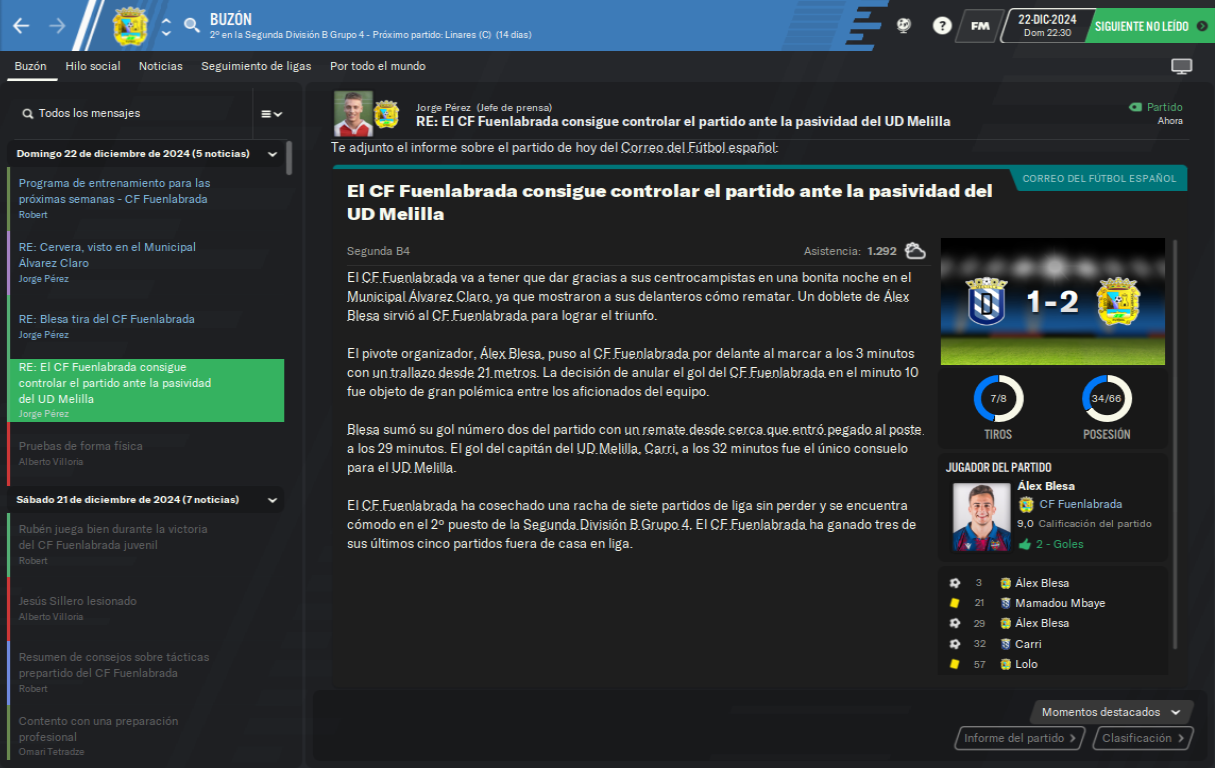 BUZÓN
2º en la Segunda División B Grupo 4 - Próximo partido: Linares (C) (14 días)
?
FM
22-DIC-2024
Dom 22:30
SIGUIENTE NO LEÍDO
Buzón Hilo social Noticias Seguimiento de ligas Por todo el mundo
Todos los mensajes
Domingo 22 de diciembre de 2024 (5 noticias)
Programa de entrenamiento para las
próximas semanas - CF Fuenlabrada
Robert
RE: Cervera, visto en el Municipal
Álvarez Claro
Jorge Pérez
RE: Blesa tira del CF Fuenlabrada
Jorge Pérez
RE: El CF Fuenlabrada consigue
controlar el partido ante la pasividad
del UD Melilla
Jorge Pérez
Pruebas de forma física
Alberto Villoria
Sábado 21 de diciembre de 2024 (7 noticias)
Rubén juega bien durante la victoria
del CF Fuenlabrada juvenil
Robert
Jesús Sillero lesionado
Alberto Villoria
Resumen de consejos sobre tácticas
prepartido del CF Fuenlabrada
Robert
Contento con una preparación
profesional
Omari Tetradze
Jorge Pérez (Jefe de prensa)
RE: El CF Fuenlabrada consigue controlar el partido ante la pasividad del UD Melilla
Partido
Ahora
Te adjunto el informe sobre el partido de hoy del Correo del Fútbol español:
CORREO DEL FÚTBOL ESPAÑOL
El CF Fuenlabrada consigue controlar el partido ante la pasividad del
UD Melilla
Segunda B4
Asistencia: 1.292
El CF Fuenlabrada va a tener que dar gracias a sus centrocampistas en una bonita noche en el
Municipal Álvarez Claro, ya que mostraron a sus delanteros cómo rematar. Un doblete de Álex
Blesa sirvió al CF Fuenlabrada para lograr el triunfo.
El pivote organizador, Álex Blesa, puso al CF Fuenlabrada por delante al marcar a los 3 minutos
con un trallazo desde 21 metros. La decisión de anular el gol del CF Fuenlabrada en el minuto 10
fue objeto de gran polémica entre los aficionados del equipo.
Blesa sumó su gol número dos del partido con un remate desde cerca que entró pegado al poste
a los 29 minutos. El gol del capitán del UD Melilla, Carri, a los 32 minutos fue el único consuelo
para el UD Melilla.
El CF Fuenlabrada ha cosechado una racha de siete partidos de liga sin perder y se encuentra
cómodo en el 2º puesto de la Segunda División B Grupo 4. El CF Fuenlabrada ha ganado tres de
sus últimos cinco partidos fuera de casa en liga.
1-2
7/8
34/66
TIROS
POSESIÓN
JUGADOR DEL PARTIDO
Álex Blesa
CF Fuenlabrada
9,0 Calificación del partido
2 - Goles
3 Álex Blesa
21 Mamadou Mbaye
29 Álex Blesa
32 Carri
57 Lolo
Momentos destacados
Informe del partido
Clasificación